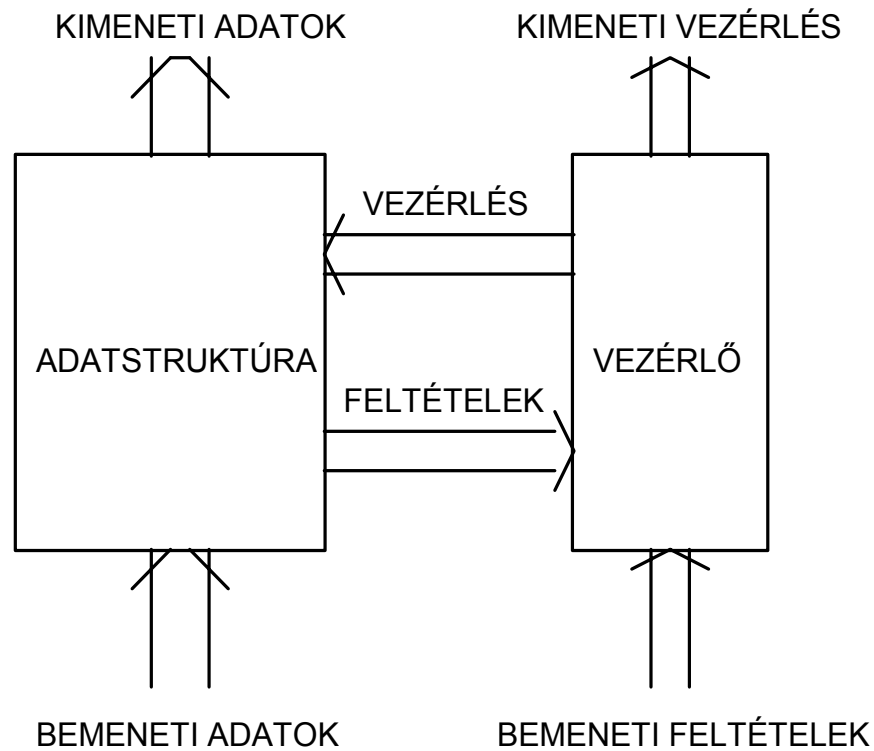 KIMENETI ADATOK
KIMENETI VEZÉRLÉS
VEZÉRLÉS
ADATSTRUKTÚRA
VEZÉRLŐ
FELTÉTELEK
BEMENETI ADATOK
BEMENETI FELTÉTELEK